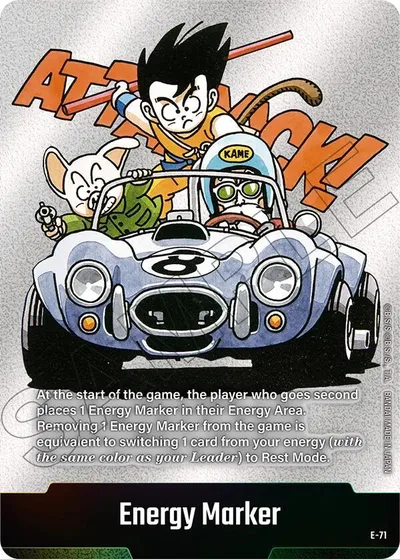 ATTA NICK!
KAME
8
SAMPLE
At the start of the game, the player who goes second
places 1 Energy Marker in their Energy Area.
Removing 1 Energy Marker from the game is
equivalent to switching 1 card from your energy (with
the same color as your Leader) to Rest Mode.
Energy Marker
E-71
©B.S./S. ©B.S./S.,T.A. BANDAI MADE IN JAPAN